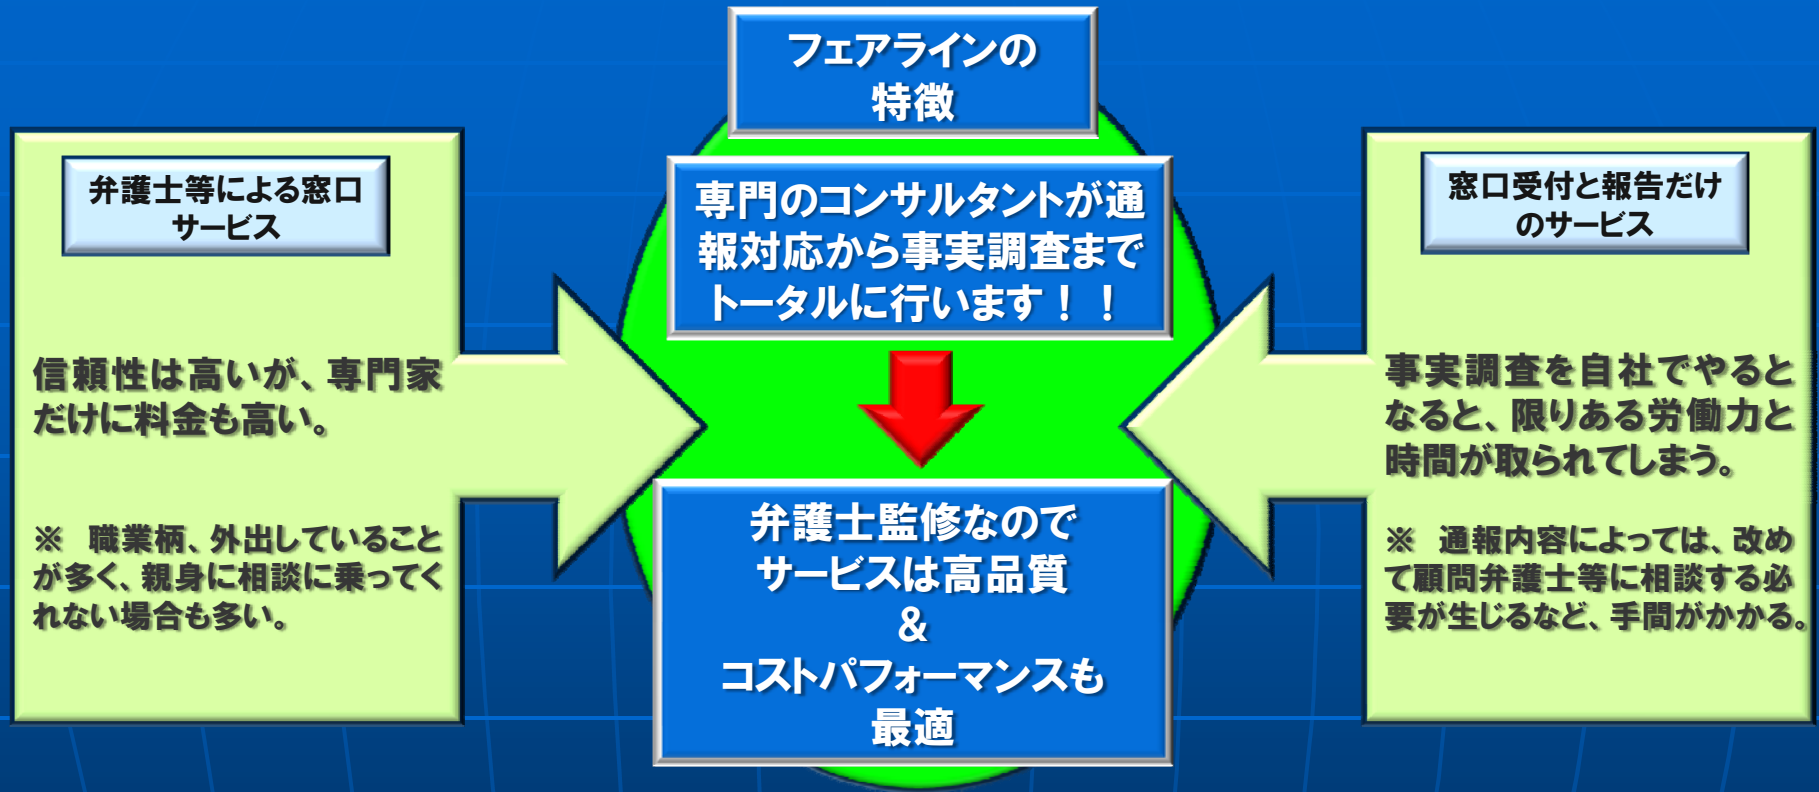 フェアラインの
特徴
弁護士等による窓口
サービス
信頼性は高いが、専門家
だけに料金も高い。
※　職業柄、外出していること
が多く、親身に相談に乗ってく
れない場合も多い。
専門のコンサルタントが通
報対応から事実調査まで
トータルに行います！！
弁護士監修なので
サービスは高品質
&
コストパフォーマンスも
最適
窓口受付と報告だけ
のサービス
事実調査を自社でやると
なると、限りある労働力と
時間が取られてしまう。
※　通報内容によっては、改め
て顧問弁護士等に相談する必
要が生じるなど、手間がかかる。